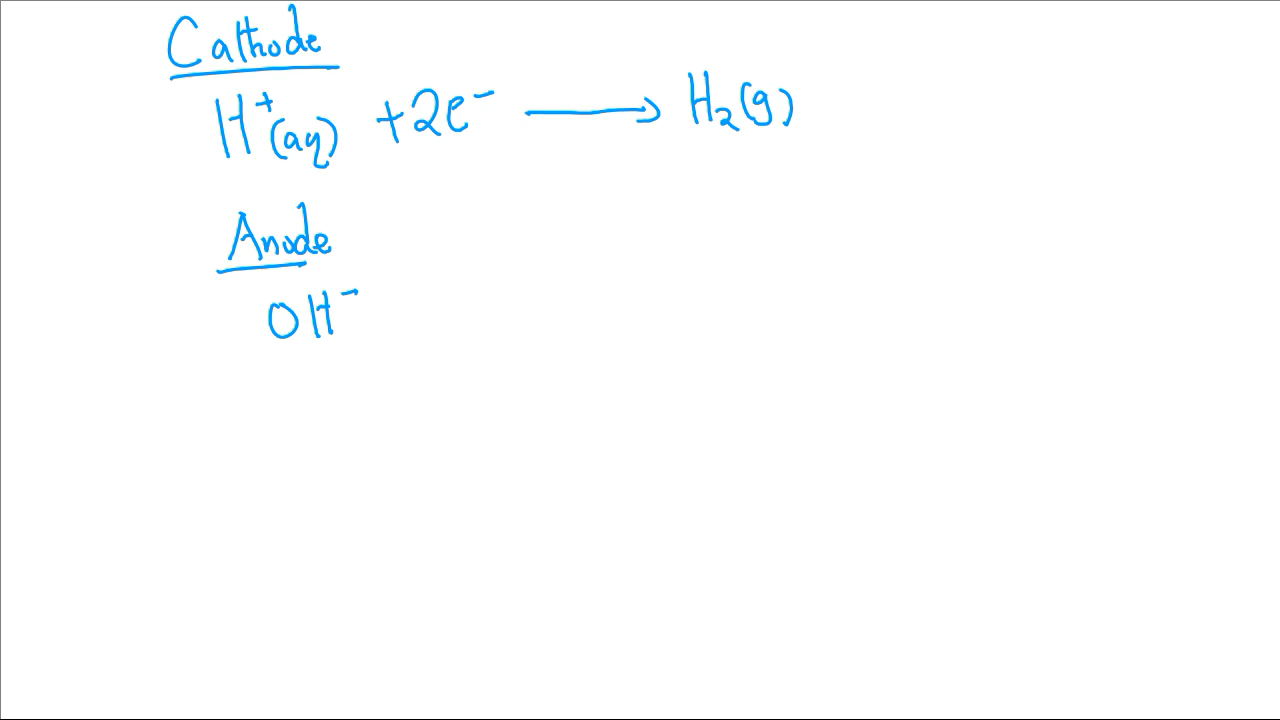 Cathode
H⁺(aq) +2e⁻ ⟶ H₂(g)
Anode
OH⁻